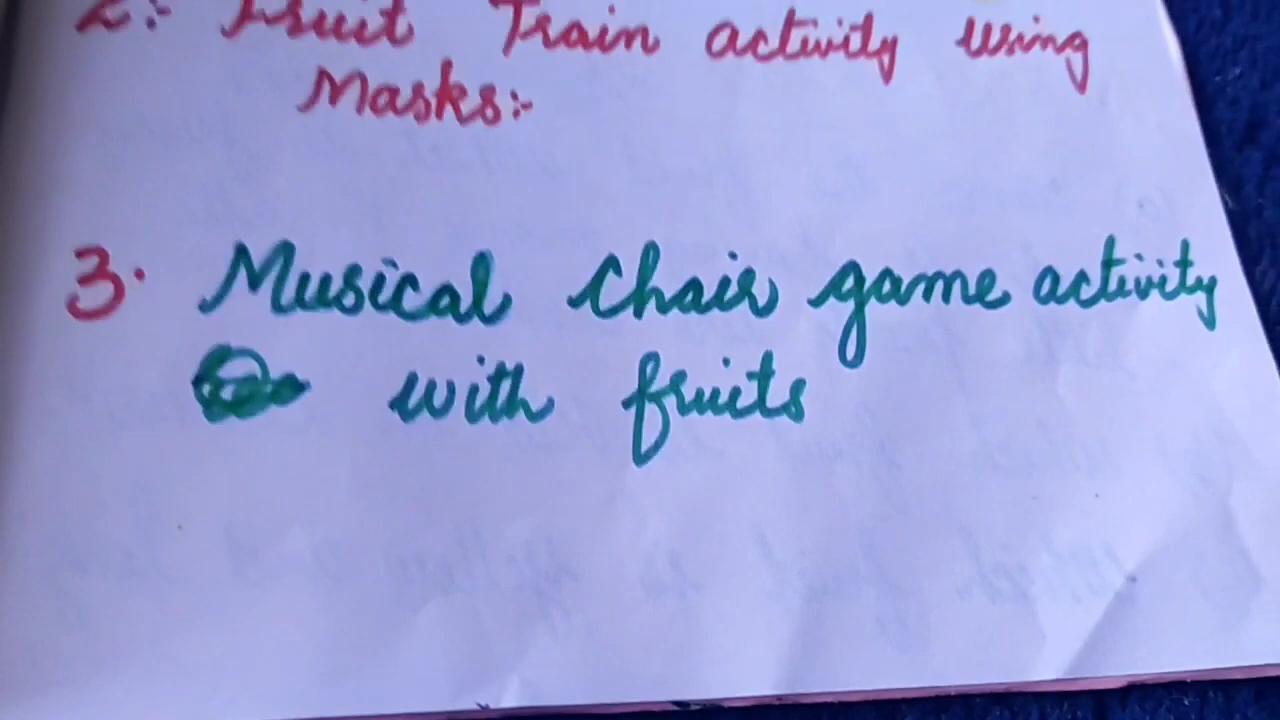 2:- Fruit Train activity using
Masks:-
3. Musical chair game activity
with fruits